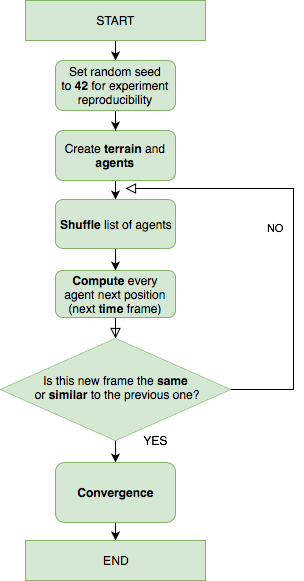 START
Set random seed
to 42 for experiment
reproducibility
Create terrain and
agents
Shuffle list of agents
NO
Compute every
agent next position
(next time frame)
Is this new frame the same
or similar to the previous one?
YES
Convergence
END